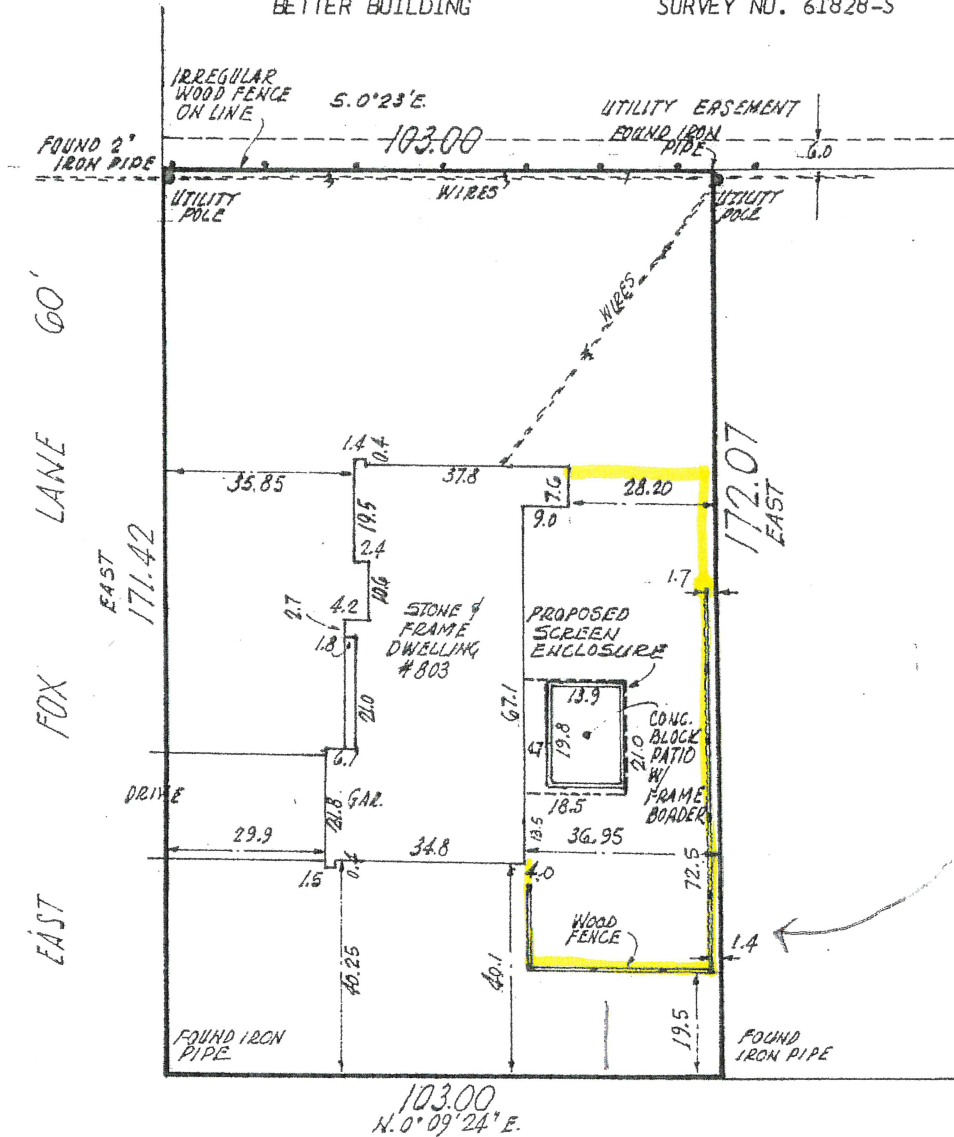 BETTER BUILDING
SURVEY NO. 61828-S
IRREGULAR
WOOD FENCE
ON LINE
S. 0°23'E.
103.00
UTILITY EASEMENT
FOUND IRON
PIPE
6.0
FOUND 2"
IRON PIPE
UTILITY
POLE
WIRES
UTILITY
POLE
WIRES
EAST FOX LANE 60'
EAST
171.42
172.07
EAST
1.4
0.4
37.8
35.85
7.6
28.20
19.5
9.0
2.4
1.7
10.6
2.7
4.2
1.8
STONE &
FRAME
DWELLING
#803
PROPOSED
SCREEN
ENCLOSURE
67.1
13.9
21.0
4.7
19.8
21.0
CONC.
BLOCK
PATIO
W/
FRAME
BOARDER
6.7
DRIVE
21.8
GAR.
18.5
13.5
36.95
29.9
34.8
72.5
1.5
0.4
4.0
WOOD
FENCE
1.4
40.25
40.1
19.5
FOUND IRON
PIPE
FOUND
IRON PIPE
103.00
N. 0°09'24" E.